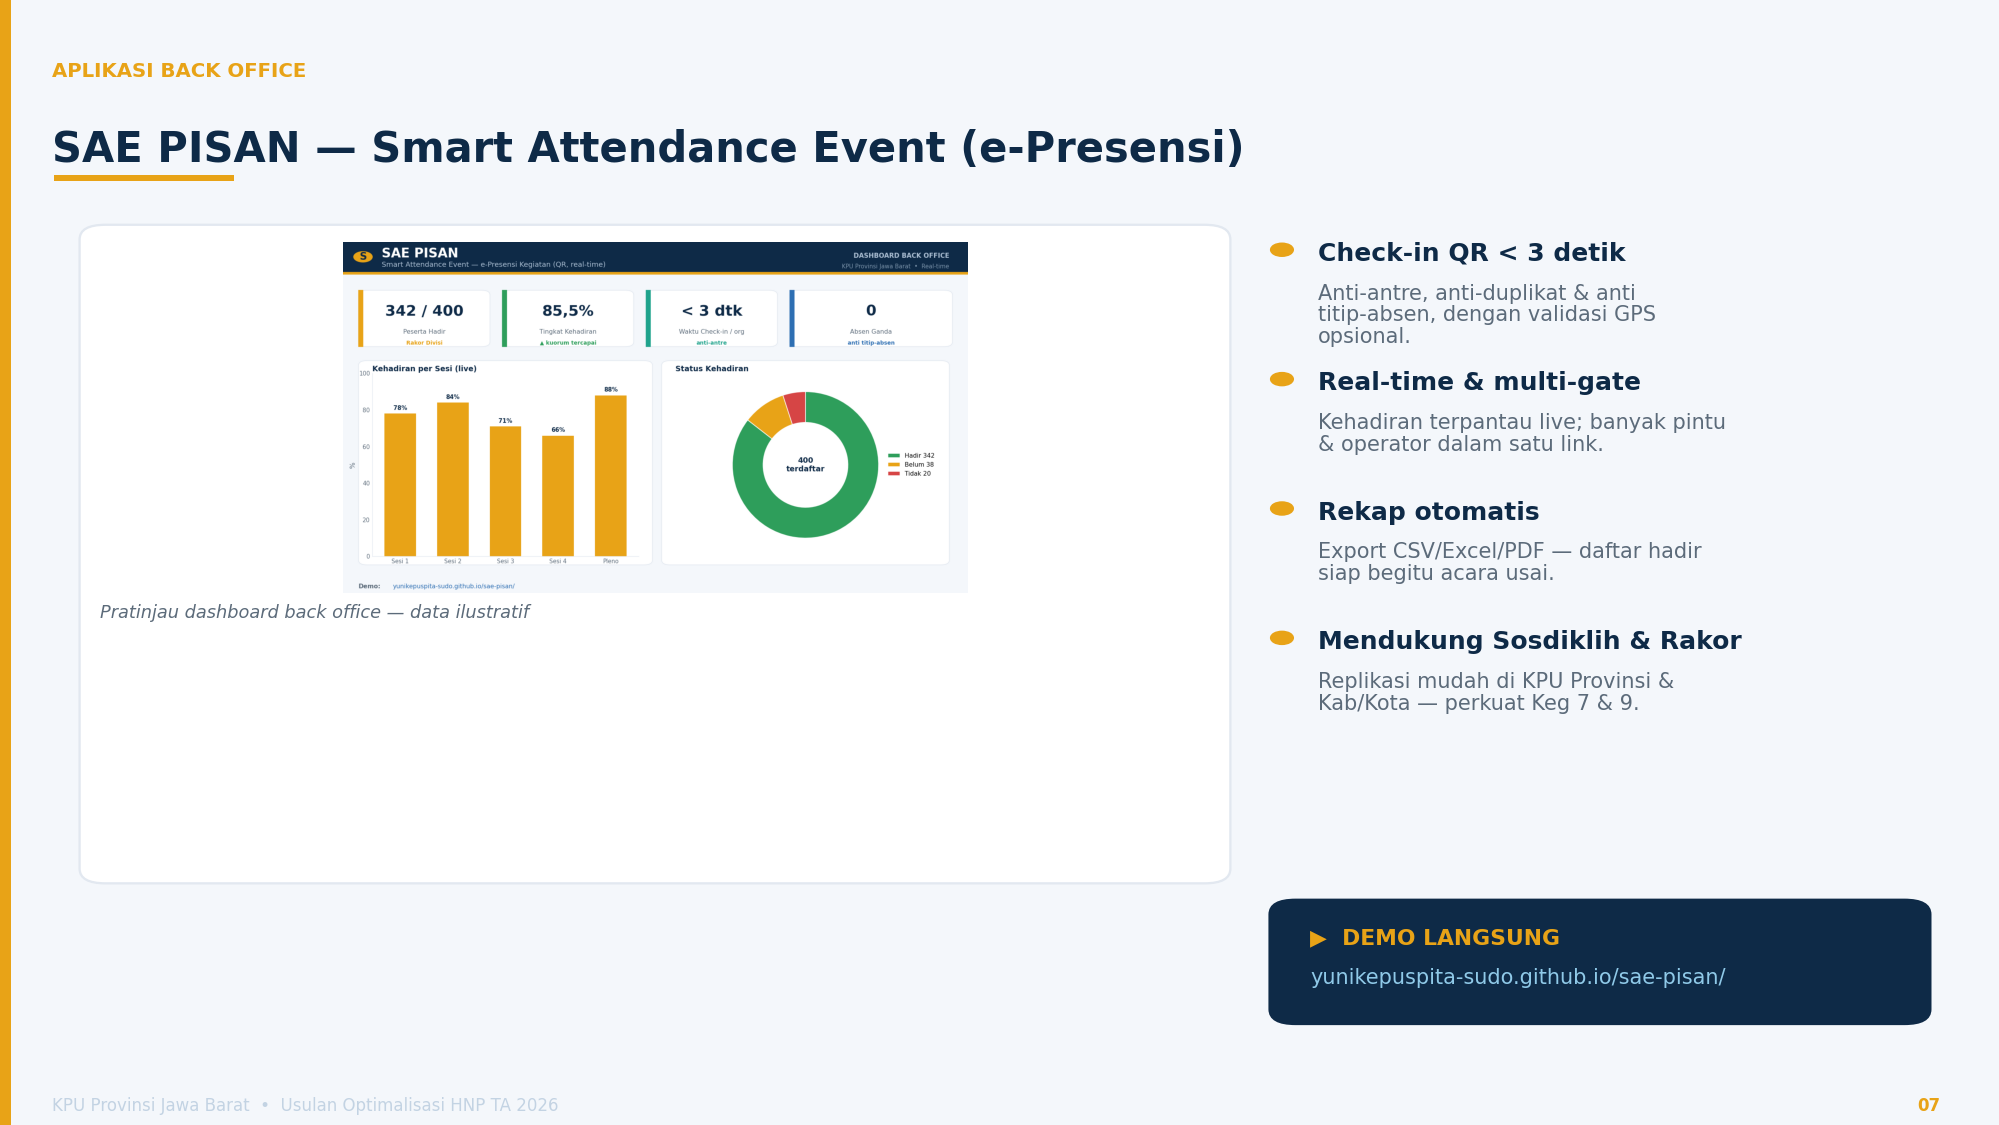 APLIKASI BACK OFFICE
SAE PISAN — Smart Attendance Event (e-Presensi)
S
SAE PISAN
Smart Attendance Event — e-Presensi Kegiatan (QR, real-time)
DASHBOARD BACK OFFICE
KPU Provinsi Jawa Barat • Real-time
342 / 400
Peserta Hadir
Rakor Divisi
85,5%
Tingkat Kehadiran
▲ kuorum tercapai
< 3 dtk
Waktu Check-in / org
anti-antre
0
Absen Ganda
anti titip-absen
Kehadiran per Sesi (live)
100
80
60
40
20
0
%
78%
84%
71%
66%
88%
Sesi 1
Sesi 2
Sesi 3
Sesi 4
Pleno
Status Kehadiran
400
terdaftar
Hadir 342
Belum 38
Tidak 20
Demo: yunikepuspita-sudo.github.io/sae-pisan/
Pratinjau dashboard back office — data ilustratif
Check-in QR < 3 detik
Anti-antre, anti-duplikat & anti
titip-absen, dengan validasi GPS
opsional.
Real-time & multi-gate
Kehadiran terpantau live; banyak pintu
& operator dalam satu link.
Rekap otomatis
Export CSV/Excel/PDF — daftar hadir
siap begitu acara usai.
Mendukung Sosdiklih & Rakor
Replikasi mudah di KPU Provinsi &
Kab/Kota — perkuat Keg 7 & 9.
▶ DEMO LANGSUNG
yunikepuspita-sudo.github.io/sae-pisan/
KPU Provinsi Jawa Barat • Usulan Optimalisasi HNP TA 2026
07